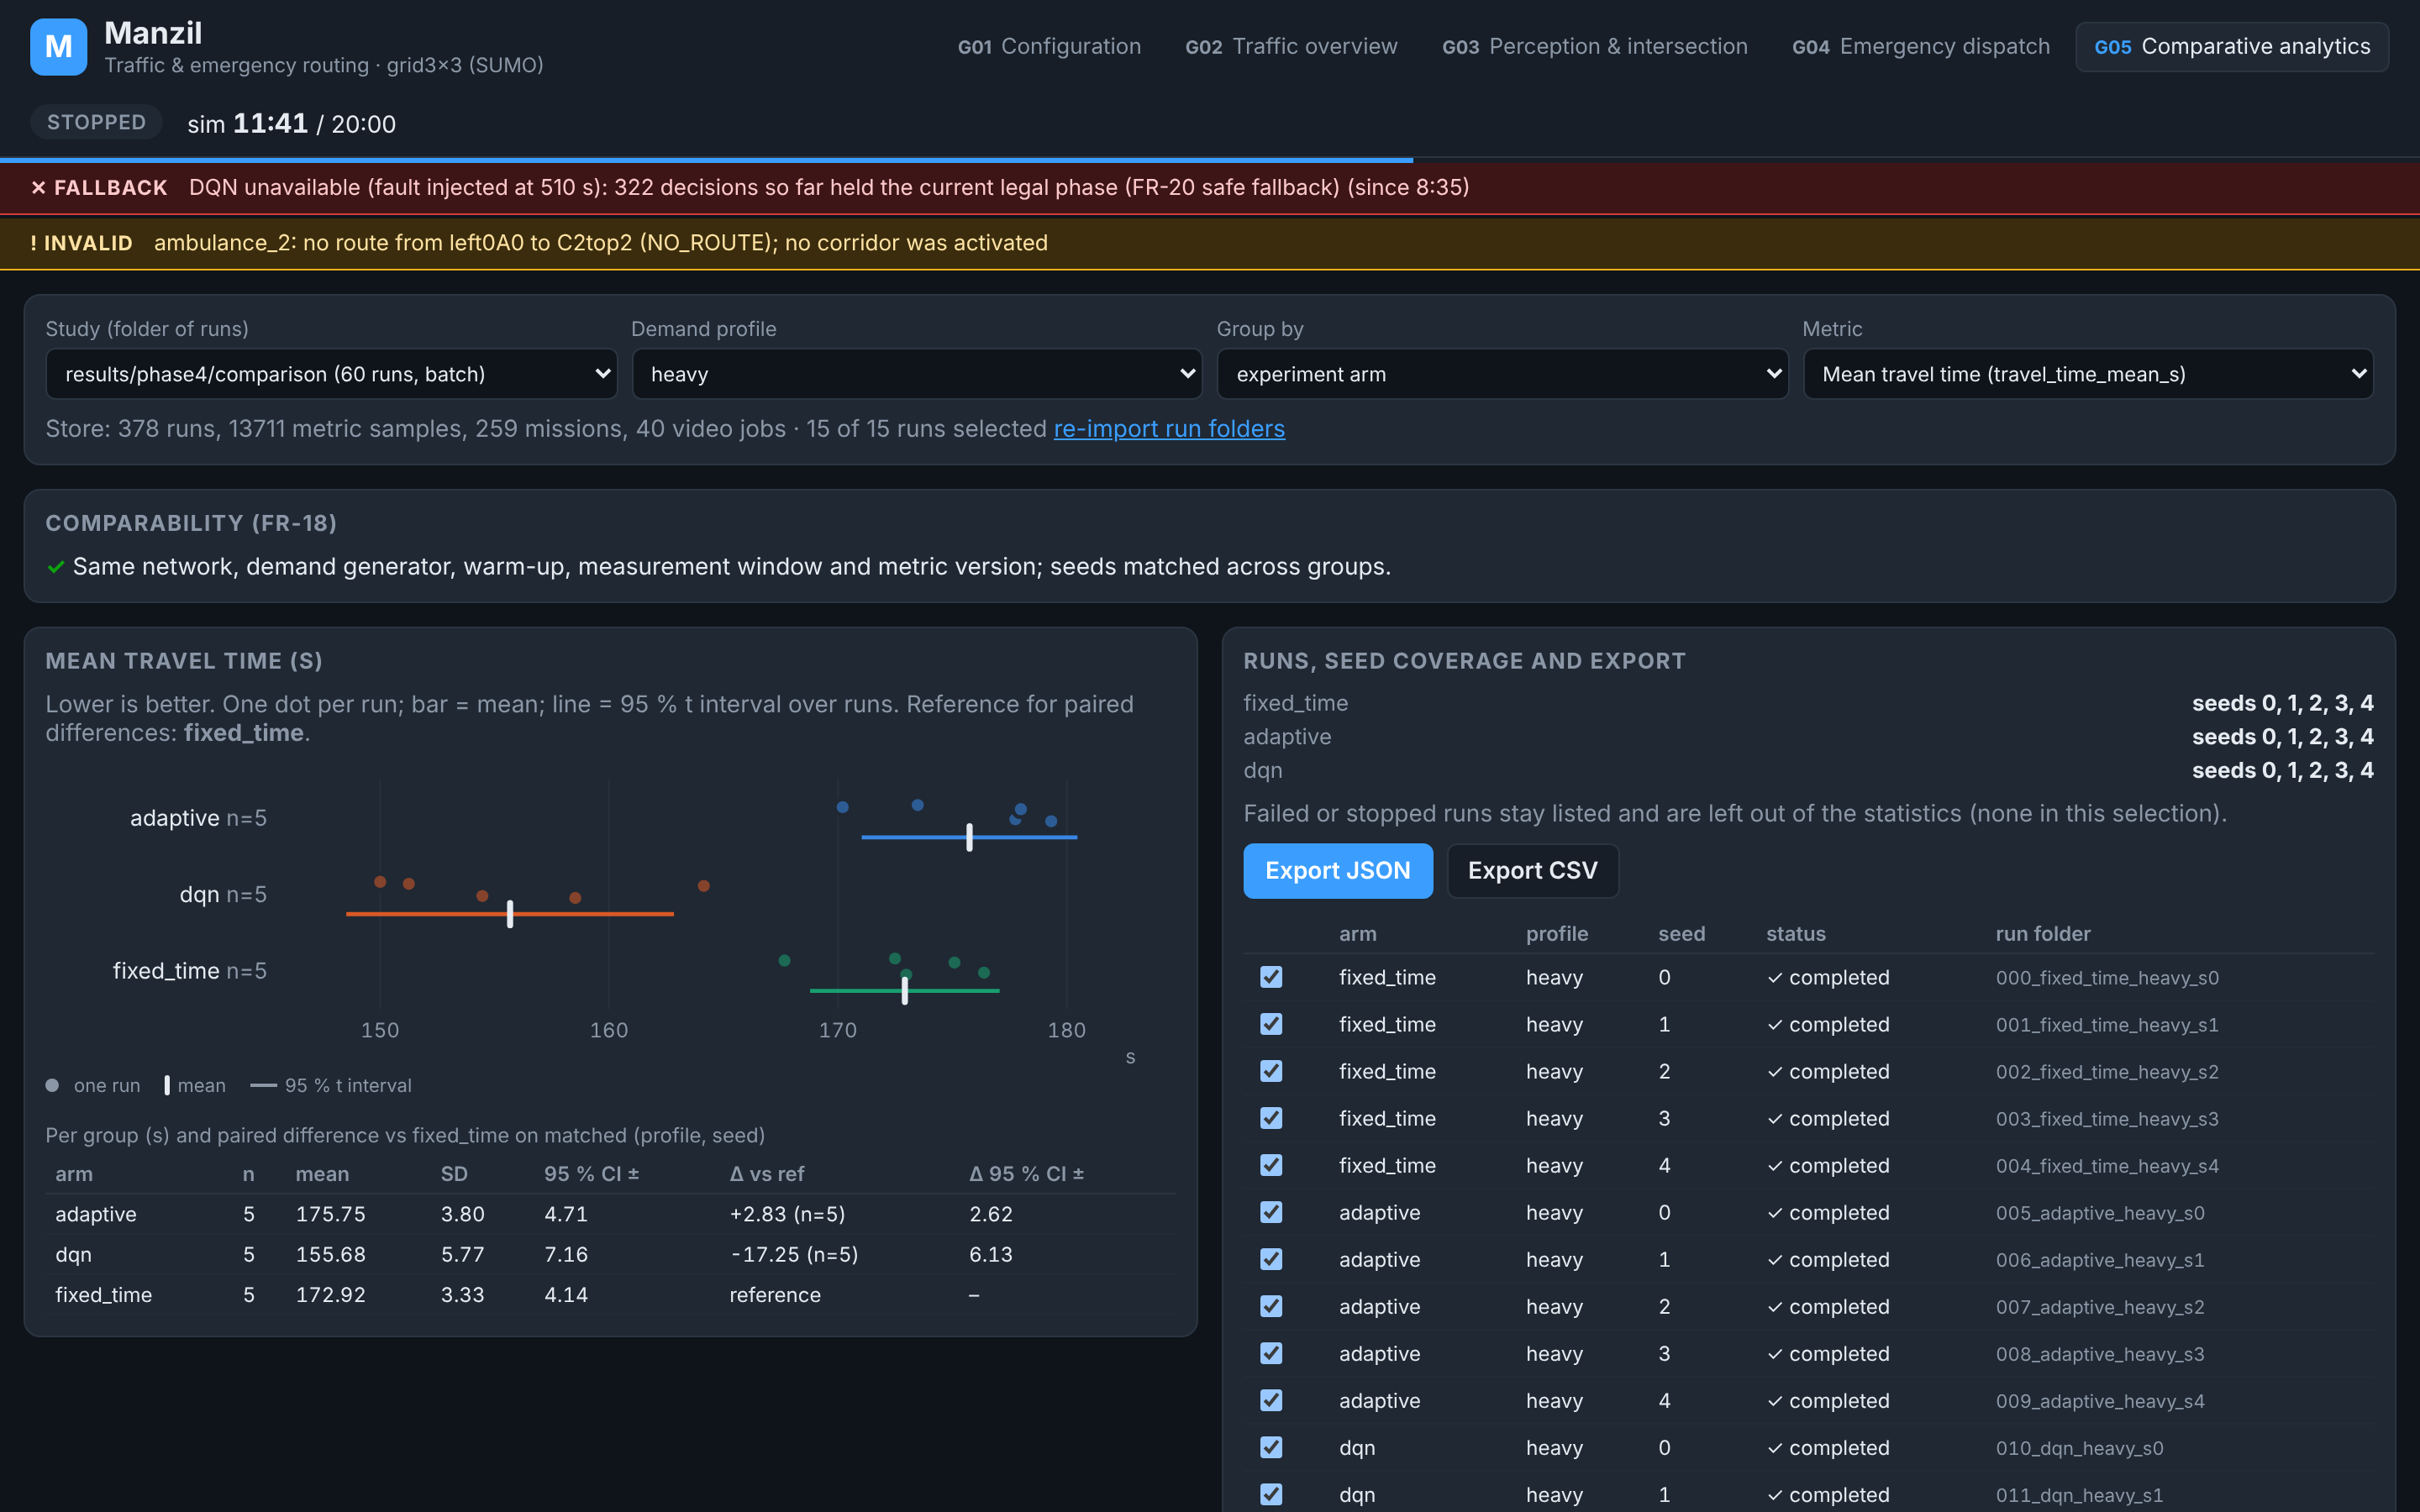 M
Manzil
Traffic & emergency routing · grid3×3 (SUMO)
G01 Configuration
G02 Traffic overview
G03 Perception & intersection
G04 Emergency dispatch
G05 Comparative analytics
STOPPED
sim 11:41 / 20:00
✕ FALLBACK DQN unavailable (fault injected at 510 s): 322 decisions so far held the current legal phase (FR-20 safe fallback) (since 8:35)
! INVALID ambulance_2: no route from left0A0 to C2top2 (NO_ROUTE); no corridor was activated
Study (folder of runs)
results/phase4/comparison (60 runs, batch)
Demand profile
heavy
Group by
experiment arm
Metric
Mean travel time (travel_time_mean_s)
Store: 378 runs, 13711 metric samples, 259 missions, 40 video jobs · 15 of 15 runs selected re-import run folders
COMPARABILITY (FR-18)
✓ Same network, demand generator, warm-up, measurement window and metric version; seeds matched across groups.
MEAN TRAVEL TIME (S)
Lower is better. One dot per run; bar = mean; line = 95 % t interval over runs. Reference for paired
differences: fixed_time.
adaptive n=5
dqn n=5
fixed_time n=5
150 160 170 180
s
one run mean 95 % t interval
Per group (s) and paired difference vs fixed_time on matched (profile, seed)
arm n mean SD 95 % CI ± Δ vs ref Δ 95 % CI ±
adaptive 5 175.75 3.80 4.71 +2.83 (n=5) 2.62
dqn 5 155.68 5.77 7.16 -17.25 (n=5) 6.13
fixed_time 5 172.92 3.33 4.14 reference –
RUNS, SEED COVERAGE AND EXPORT
fixed_time seeds 0, 1, 2, 3, 4
adaptive seeds 0, 1, 2, 3, 4
dqn seeds 0, 1, 2, 3, 4
Failed or stopped runs stay listed and are left out of the statistics (none in this selection).
Export JSON
Export CSV
arm profile seed status run folder
fixed_time heavy 0 ✓ completed 000_fixed_time_heavy_s0
fixed_time heavy 1 ✓ completed 001_fixed_time_heavy_s1
fixed_time heavy 2 ✓ completed 002_fixed_time_heavy_s2
fixed_time heavy 3 ✓ completed 003_fixed_time_heavy_s3
fixed_time heavy 4 ✓ completed 004_fixed_time_heavy_s4
adaptive heavy 0 ✓ completed 005_adaptive_heavy_s0
adaptive heavy 1 ✓ completed 006_adaptive_heavy_s1
adaptive heavy 2 ✓ completed 007_adaptive_heavy_s2
adaptive heavy 3 ✓ completed 008_adaptive_heavy_s3
adaptive heavy 4 ✓ completed 009_adaptive_heavy_s4
dqn heavy 0 ✓ completed 010_dqn_heavy_s0
dqn heavy 1 ✓ completed 011_dqn_heavy_s1